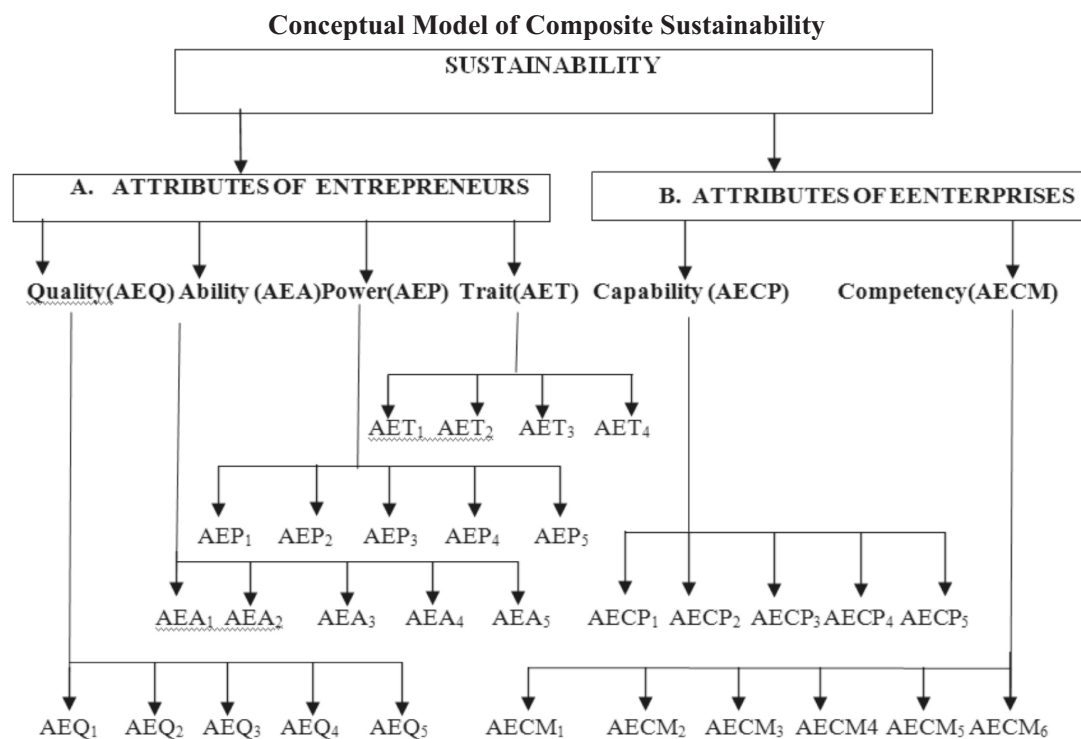 Conceptual Model of Composite Sustainability
SUSTAINABILITY
A. ATTRIBUTES OF ENTREPRENEURS
B. ATTRIBUTES OF EENTERPRISES
Quality(AEQ) Ability (AEA)Power(AEP) Trait(AET) Capability (AECP) Competency(AECM)
AET₁ AET₂ AET₃ AET₄
AEP₁ AEP₂ AEP₃ AEP₄ AEP₅
AEA₁ AEA₂ AEA₃ AEA₄ AEA₅ AECP₁ AECP₂ AECP₃ AECP₄ AECP₅
AEQ₁ AEQ₂ AEQ₃ AEQ₄ AEQ₅ AECM₁ AECM₂ AECM₃ AECM4 AECM₅ AECM₆